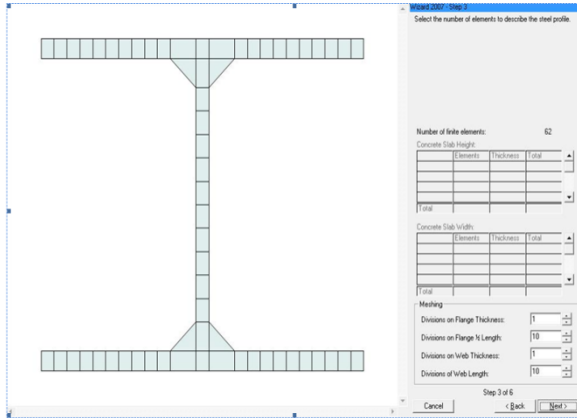 Wizard 2007 - Step 3
Select the number of elements to describe the steel profile.
Number of finite elements: 62
Concrete Slab Height
Elements Thickness Total
Total
Concrete Slab Width
Elements Thickness Total
Total
Meshing
Divisions on Flange Thickness: 1
Divisions on Flange ½ Length: 10
Divisions on Web Thickness: 1
Divisions of Web Length: 10
Step 3 of 6
Cancel < Back Next >